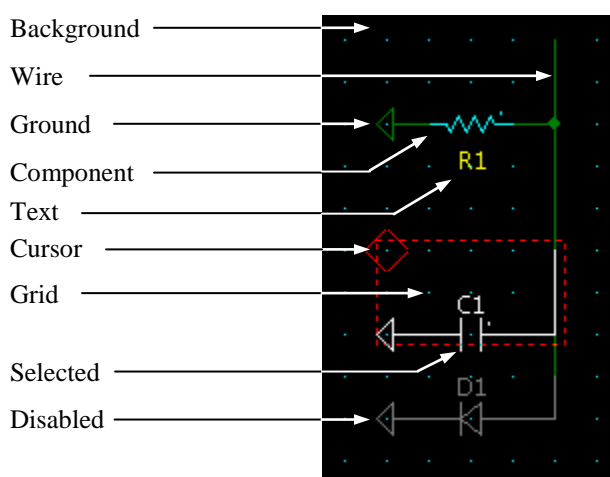 Background
Wire
Ground
Component
R1
Text
Cursor
Grid
C1
Selected
D1
Disabled